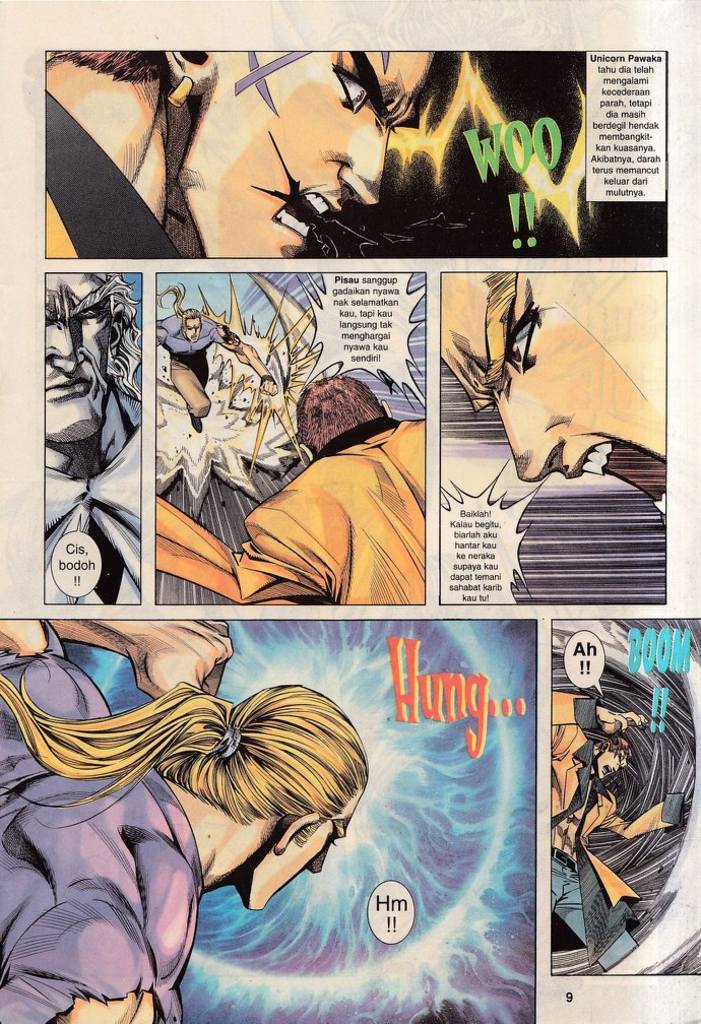 Unicorn Pawaka
tahu dia telah
mengalami
kecederaan
parah, tetapi
dia masih
berdegil hendak
membangkit-
kan kuasanya.
Akibatnya, darah
terus memancut
keluar dari
mulutnya.
WOO
!!
Cis,
bodoh
!!
Pisau sanggup
gadaikan nyawa
nak selamatkan
kau, tapi kau
langsung tak
menghargai
nyawa kau
sendiri!
Baiklah!
Kalau begitu,
biarlah aku
hantar kau
ke neraka
supaya kau
dapat temani
sahabat karib
kau tu!
Hung...
Hm
!!
Ah
!!
BOOM
!!
9